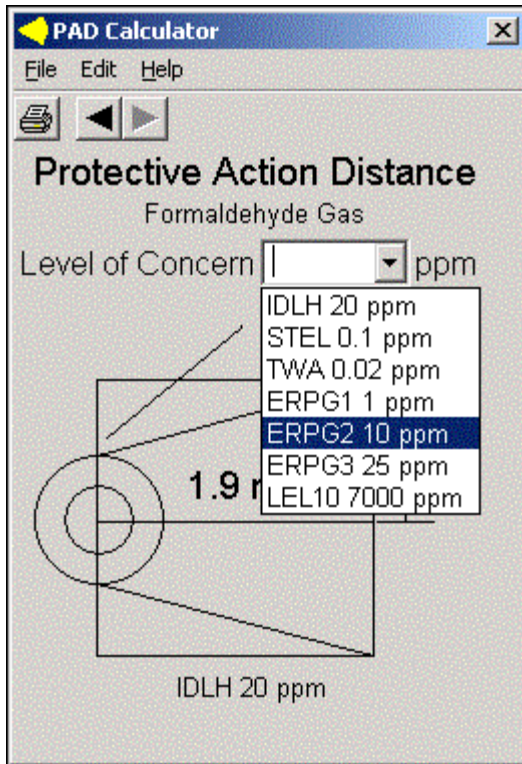 PAD Calculator
File Edit Help
Protective Action Distance
Formaldehyde Gas
Level of Concern ppm
IDLH 20 ppm
STEL 0.1 ppm
TWA 0.02 ppm
ERPG1 1 ppm
ERPG2 10 ppm
ERPG3 25 ppm
LEL10 7000 ppm
1.9
IDLH 20 ppm